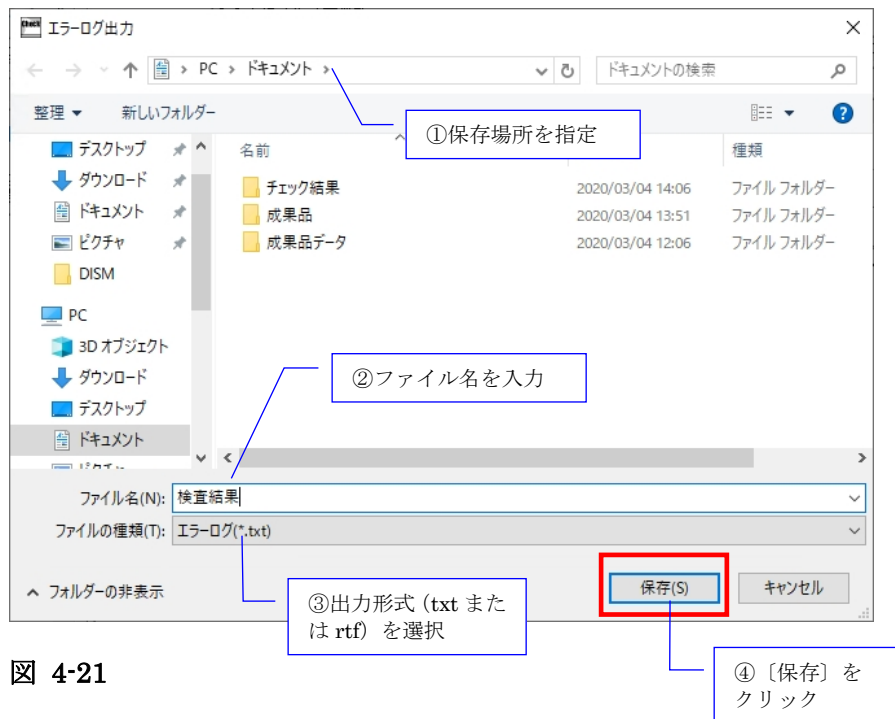 エラーログ出力
PC › ドキュメント ›
ドキュメントの検索
整理 新しいフォルダー
①保存場所を指定
名前
種類
デスクトップ
ダウンロード
ドキュメント
ピクチャ
DISM
PC
3D オブジェクト
ダウンロード
デスクトップ
ドキュメント
チェック結果 2020/03/04 14:06 ファイル フォルダー
成果品 2020/03/04 13:51 ファイル フォルダー
成果品データ 2020/03/04 12:06 ファイル フォルダー
②ファイル名を入力
ファイル名(N): 検査結果
ファイルの種類(T): エラーログ(*.txt)
フォルダーの非表示
③出力形式（txt また
は rtf）を選択
保存(S)
キャンセル
④〔保存〕を
クリック
図 4-21